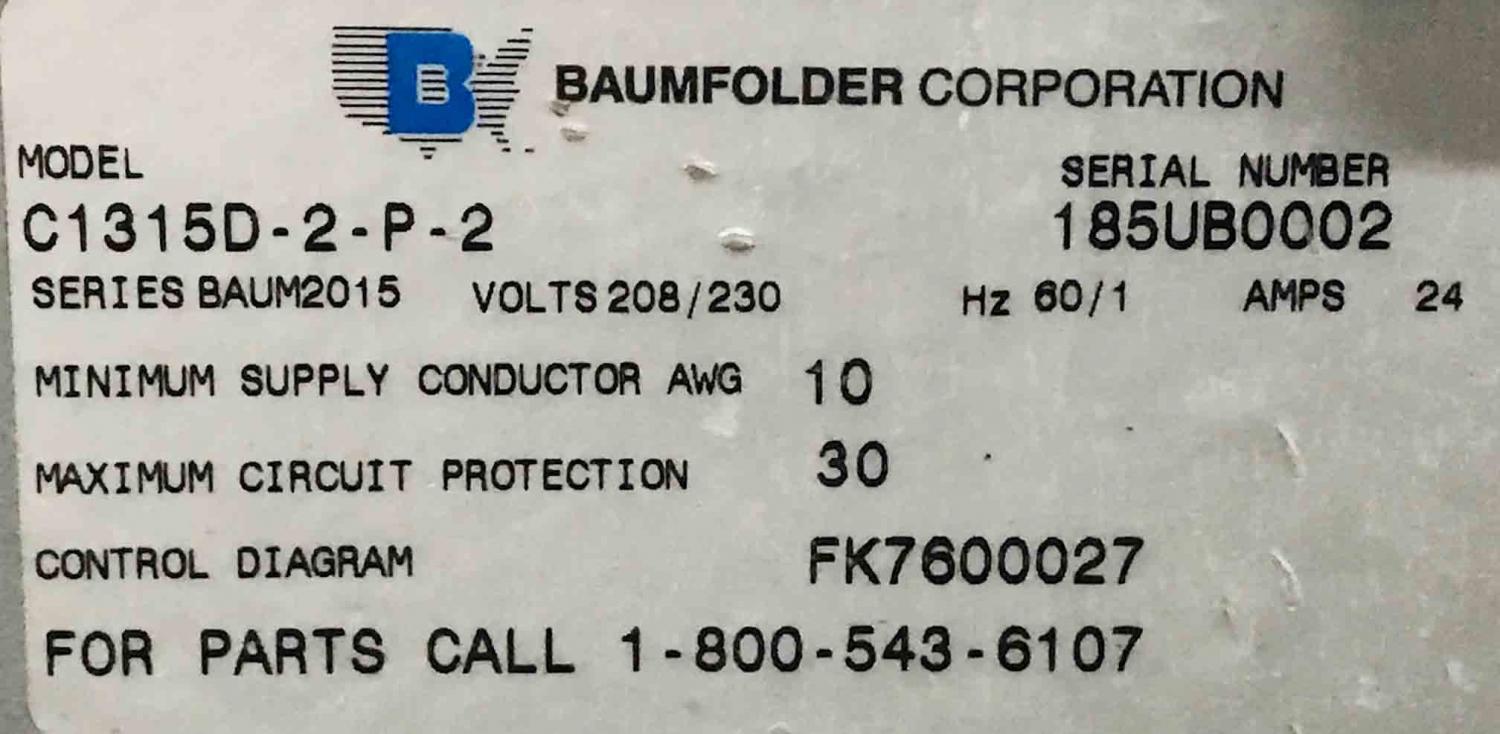 B
BAUMFOLDER CORPORATION
MODEL SERIAL NUMBER
C1315D-2-P-2 185UB0002
SERIES BAUM2015 VOLTS 208/230 Hz 60/1 AMPS 24
MINIMUM SUPPLY CONDUCTOR AWG 10
MAXIMUM CIRCUIT PROTECTION 30
CONTROL DIAGRAM FK7600027
FOR PARTS CALL 1-800-543-6107